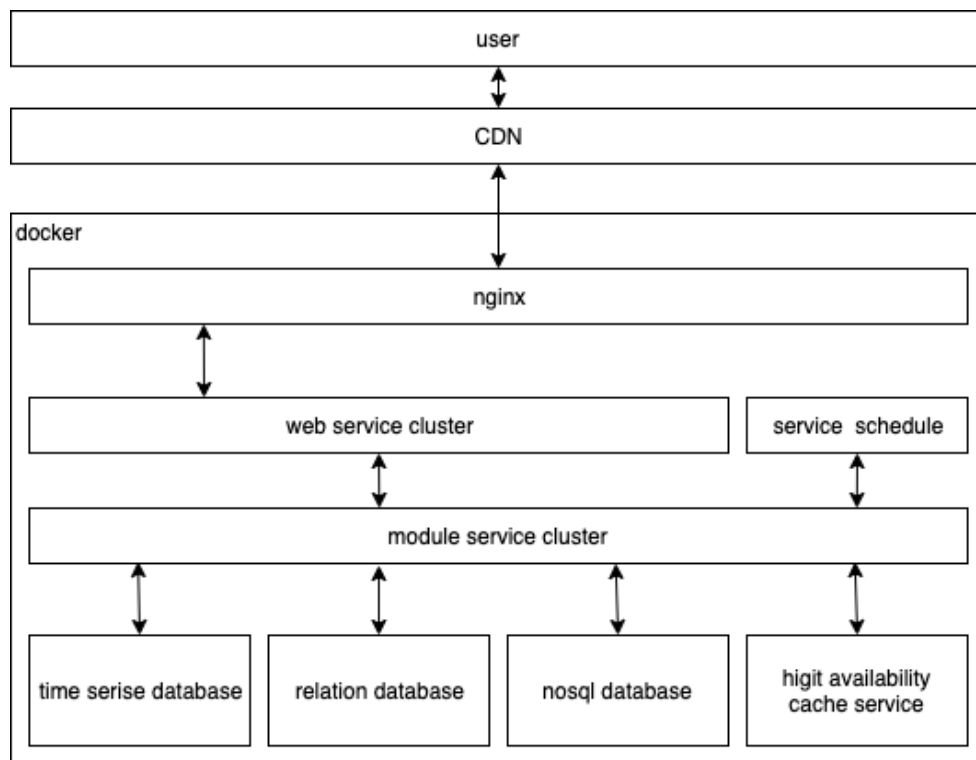 user
CDN
docker
nginx
web service cluster
service schedule
module service cluster
time serise database
relation database
nosql database
higit availability
cache service